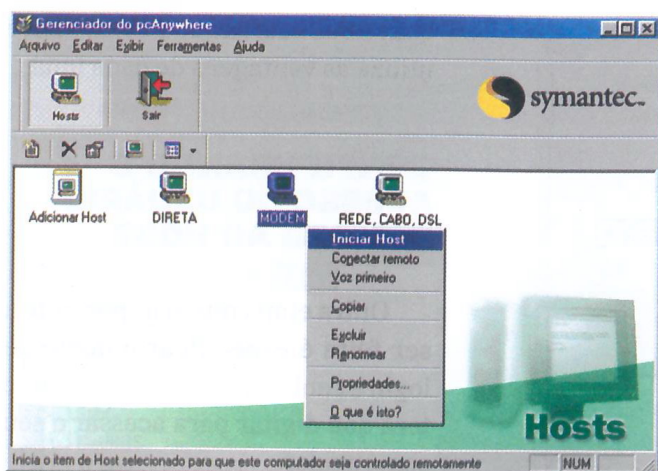 Gerenciador do pcAnywhere
Arquivo Editar Exibir Ferramentas Ajuda
Hosts
Sair
symantec.
Adicionar Host
DIRETA
MODEM
REDE, CABO, DSL
Iniciar Host
Conectar remoto
Voz primeiro
Copiar
Excluir
Renomear
Propriedades...
O que é isto?
Hosts
Inicia o item de Host selecionado para que este computador seja controlado remotamente
NUM